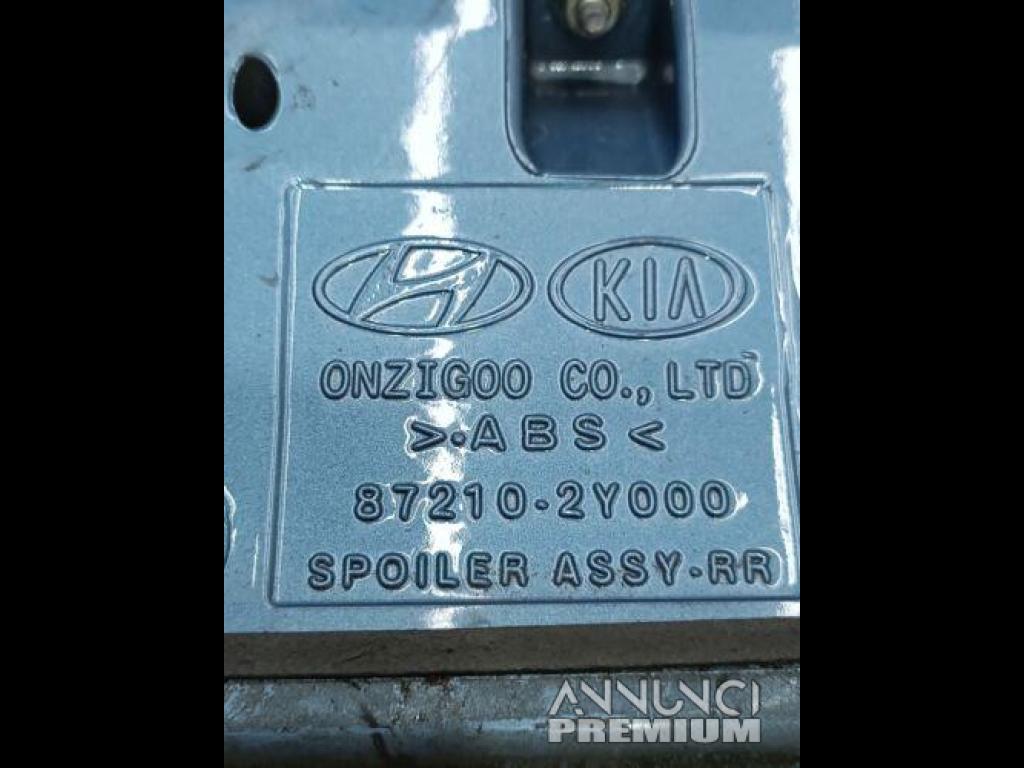 KIA
ONZIGOO CO., LTD
>.ABS<
87210-2Y000
SPOILER ASSY-RR
ANNUNCI
PREMIUM